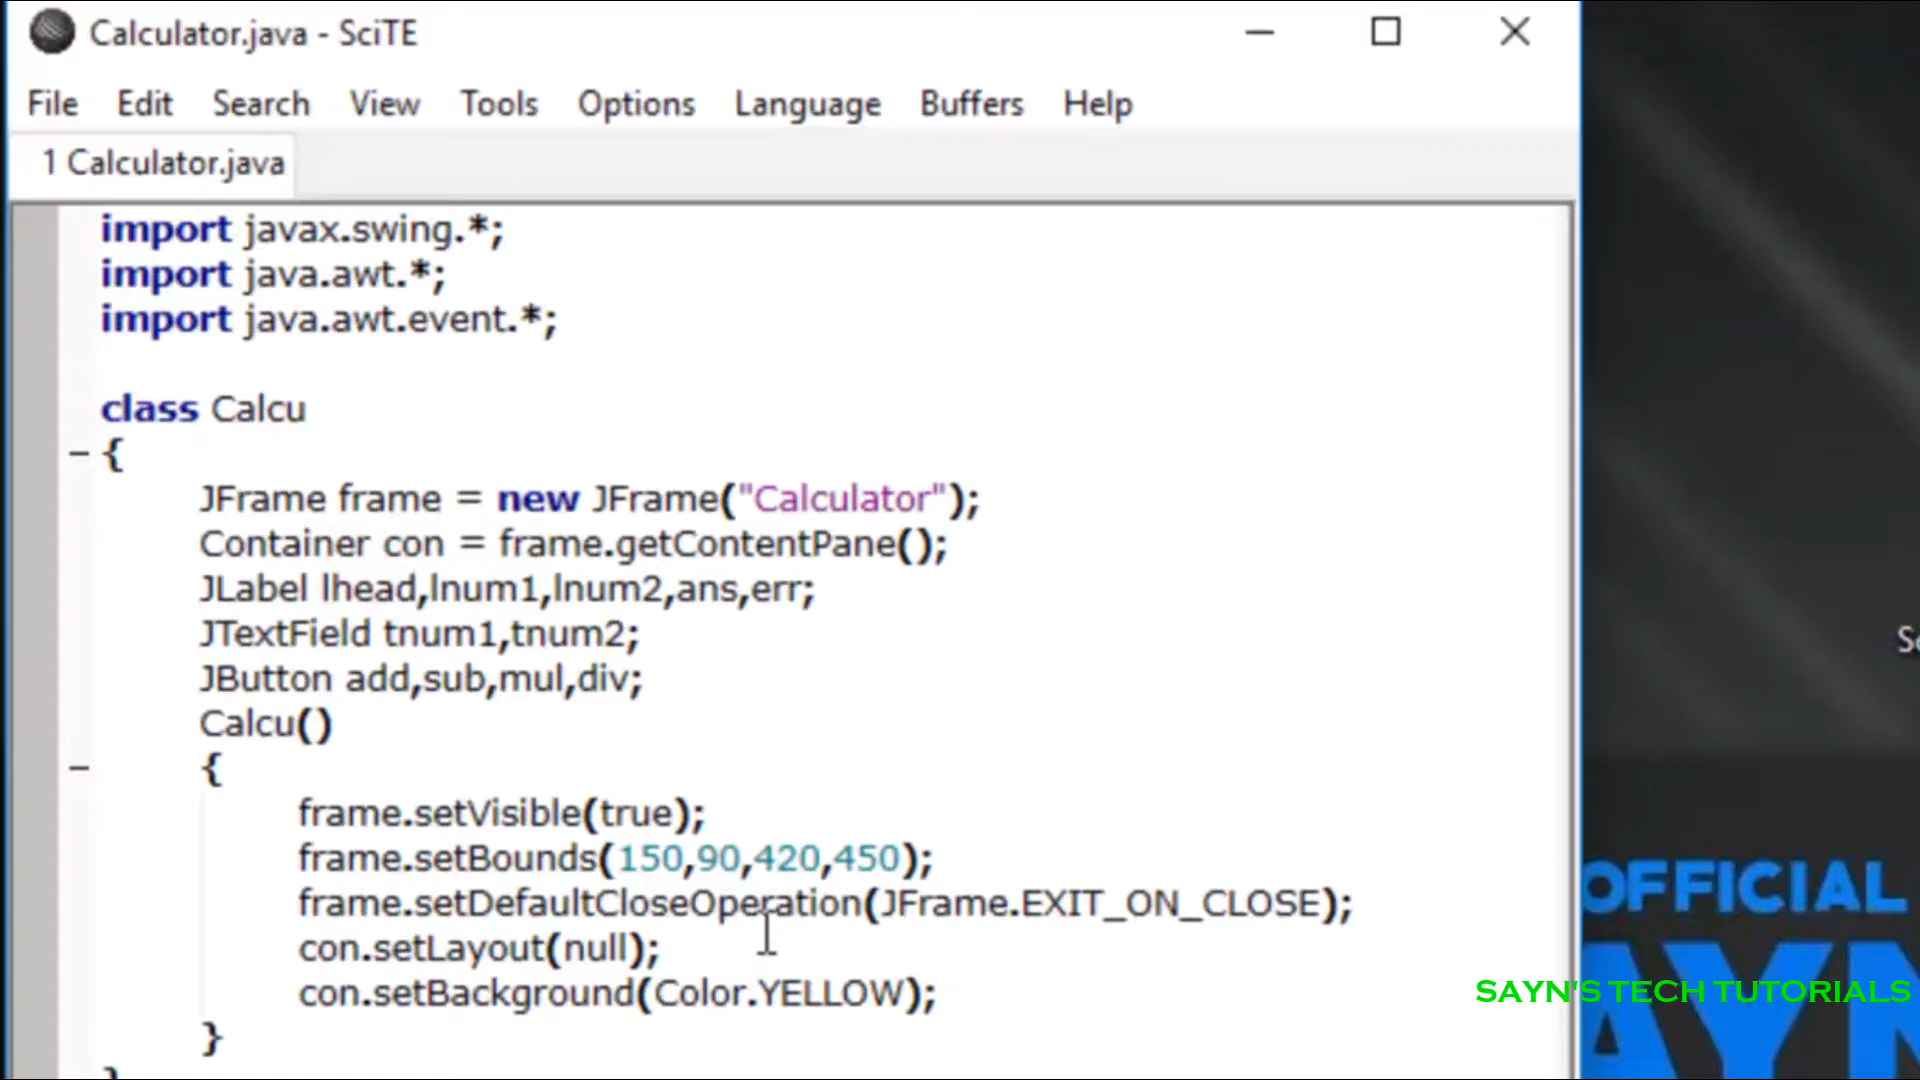 Calculator.java - SciTE
File Edit Search View Tools Options Language Buffers Help
1 Calculator.java
import javax.swing.*;
import java.awt.*;
import java.awt.event.*;
class Calcu
{
JFrame frame = new JFrame("Calculator");
Container con = frame.getContentPane();
JLabel lhead,lnum1,lnum2,ans,err;
JTextField tnum1,tnum2;
JButton add,sub,mul,div;
Calcu()
{
frame.setVisible(true);
frame.setBounds(150,90,420,450);
frame.setDefaultCloseOperation(JFrame.EXIT_ON_CLOSE);
con.setLayout(null);
con.setBackground(Color.YELLOW);
}
}
OFFICIAL
SAYN'S TECH TUTORIALS